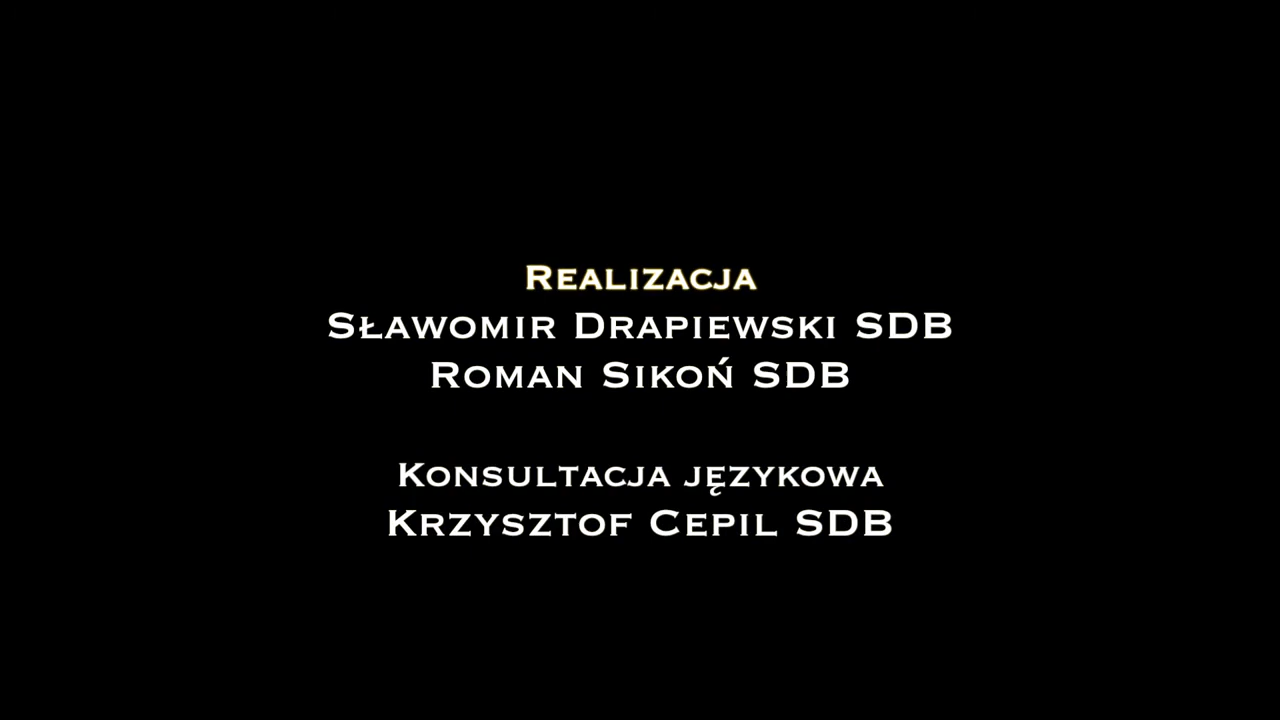 Realizacja
Sławomir Drapiewski SDB
Roman Sikoń SDB
Konsultacja językowa
Krzysztof Cepil SDB